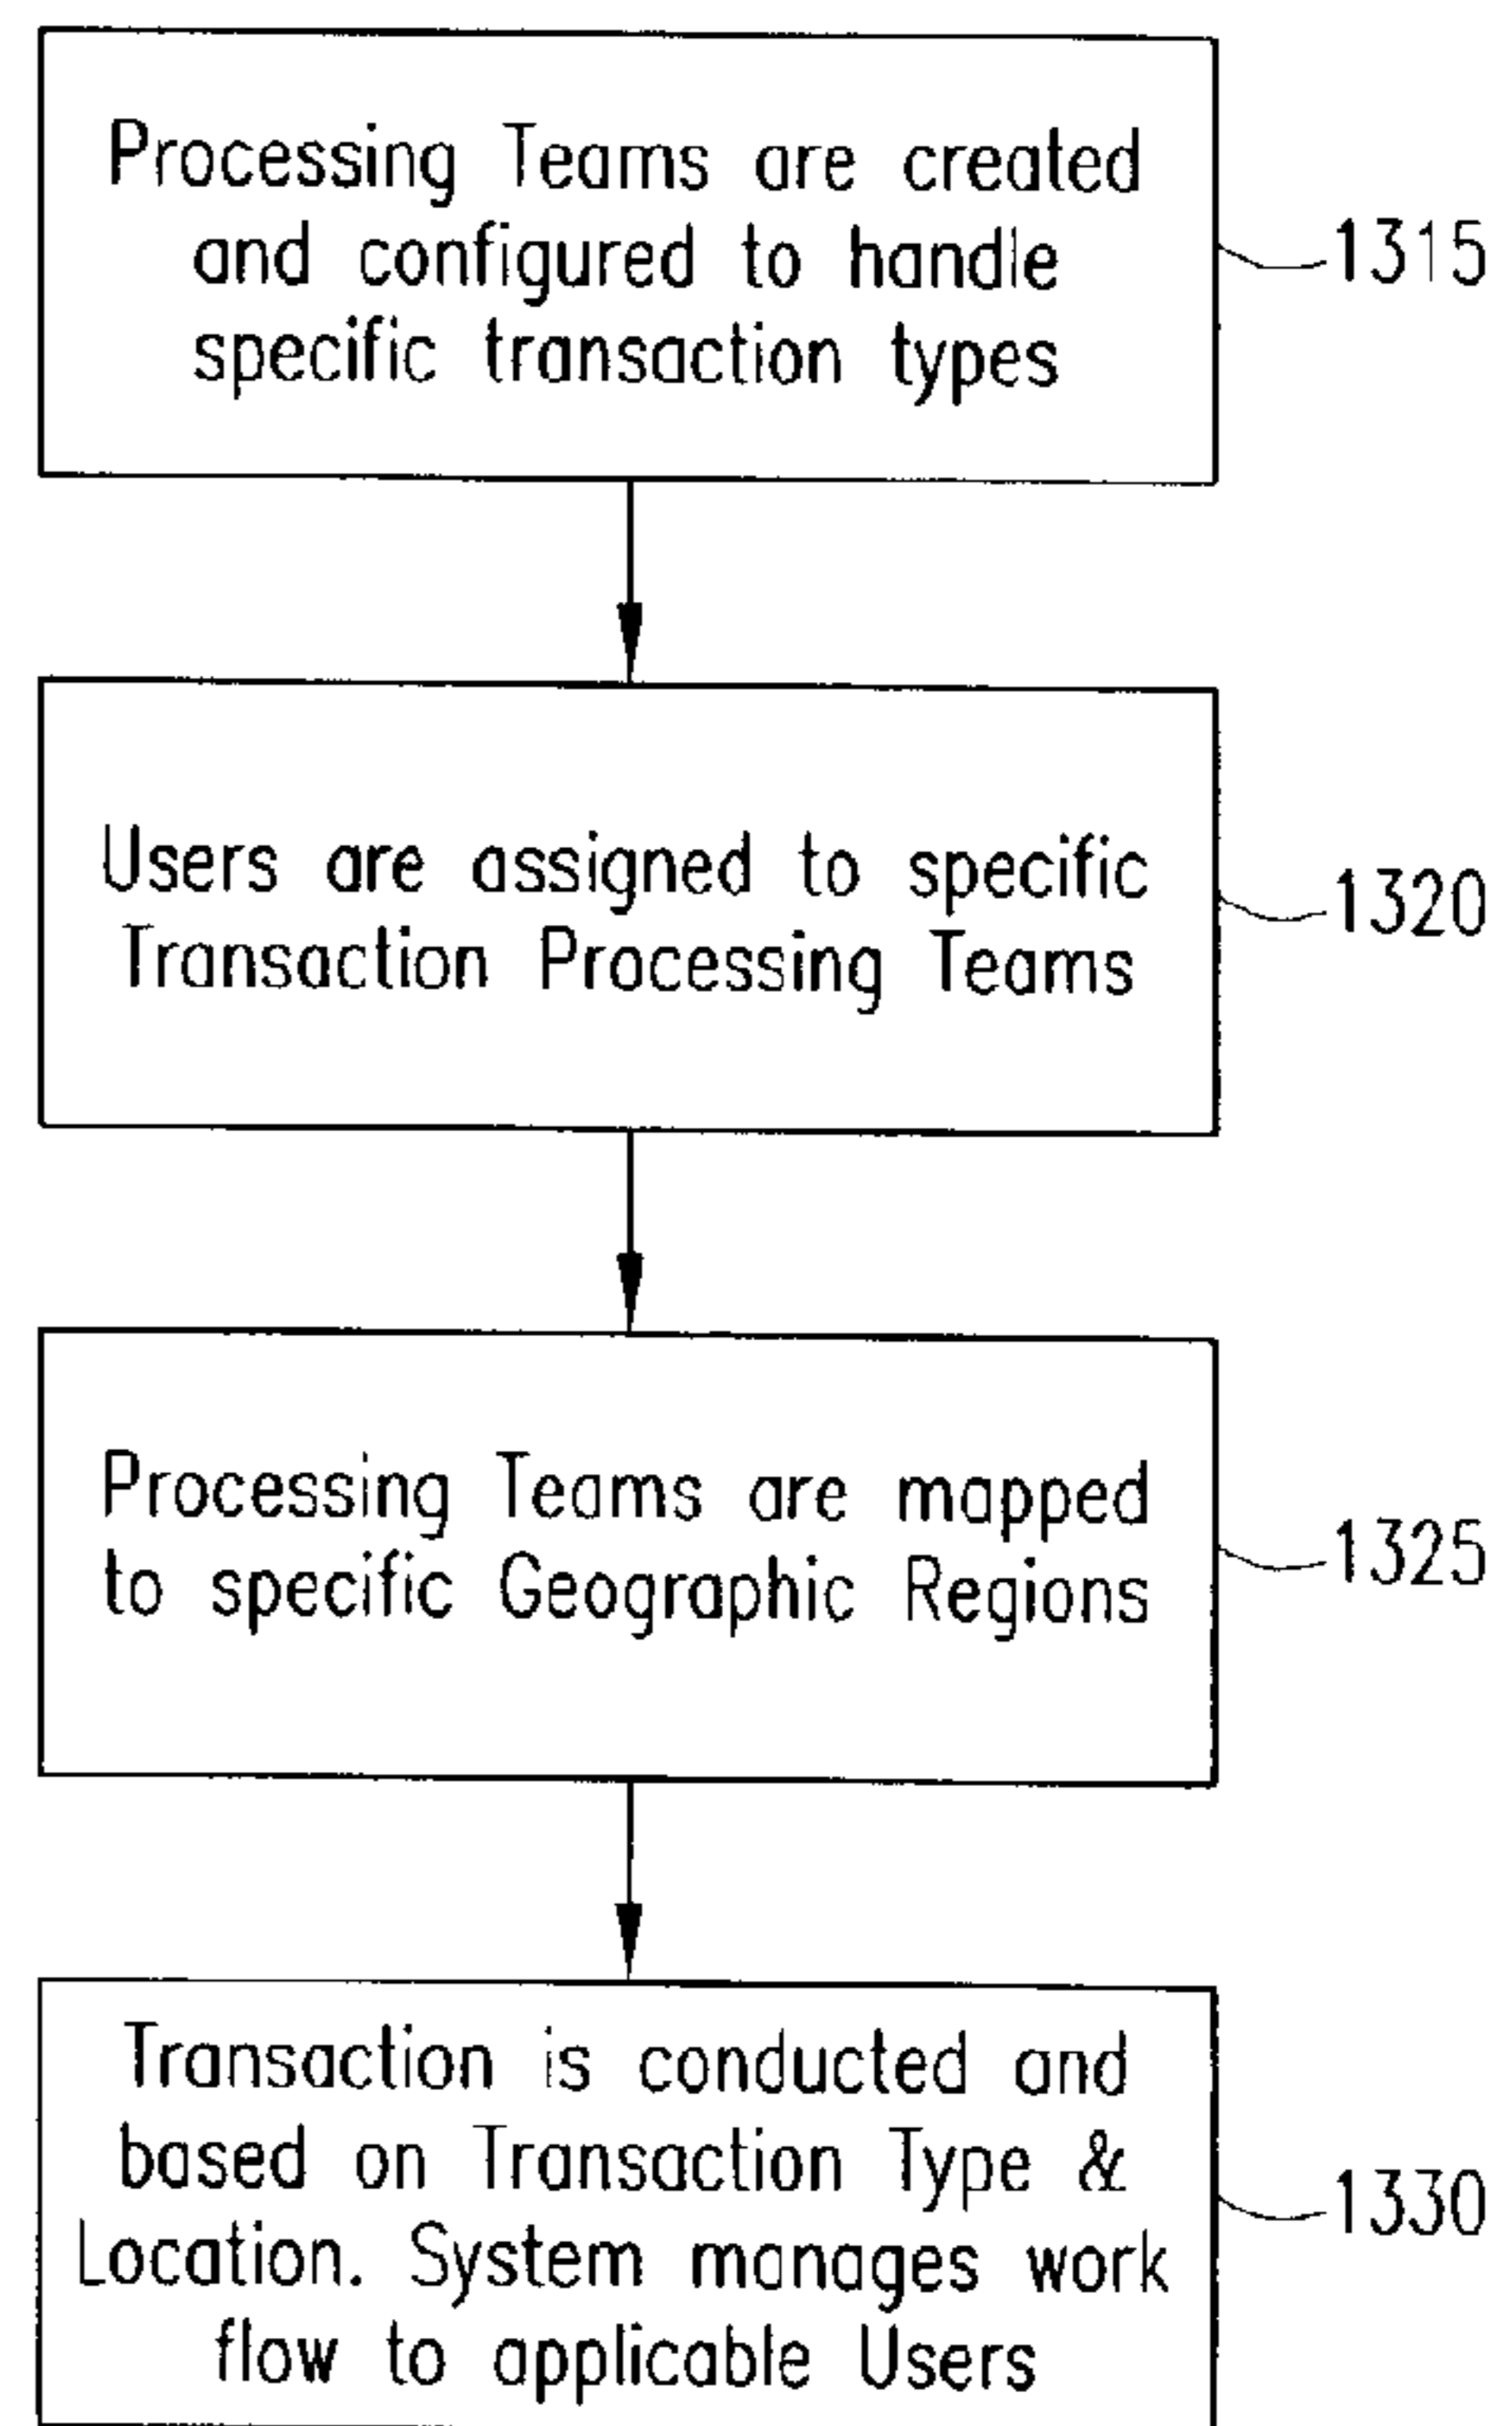 Processing Teams are created
and configured to handle
specific transaction types
1315
Users are assigned to specific
Transaction Processing Teams
1320
Processing Teams are mapped
to specific Geographic Regions
1325
Transaction is conducted and
based on Transaction Type &
Location. System manages work
flow to applicable Users
1330